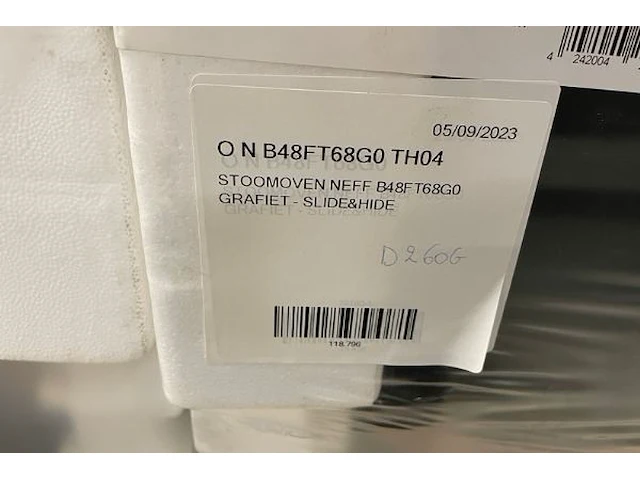 4 242004
05/09/2023
O N B48FT68G0 TH04
STOOMOVEN NEFF B48FT68G0
GRAFIET - SLIDE&HIDE
D260G
118.796